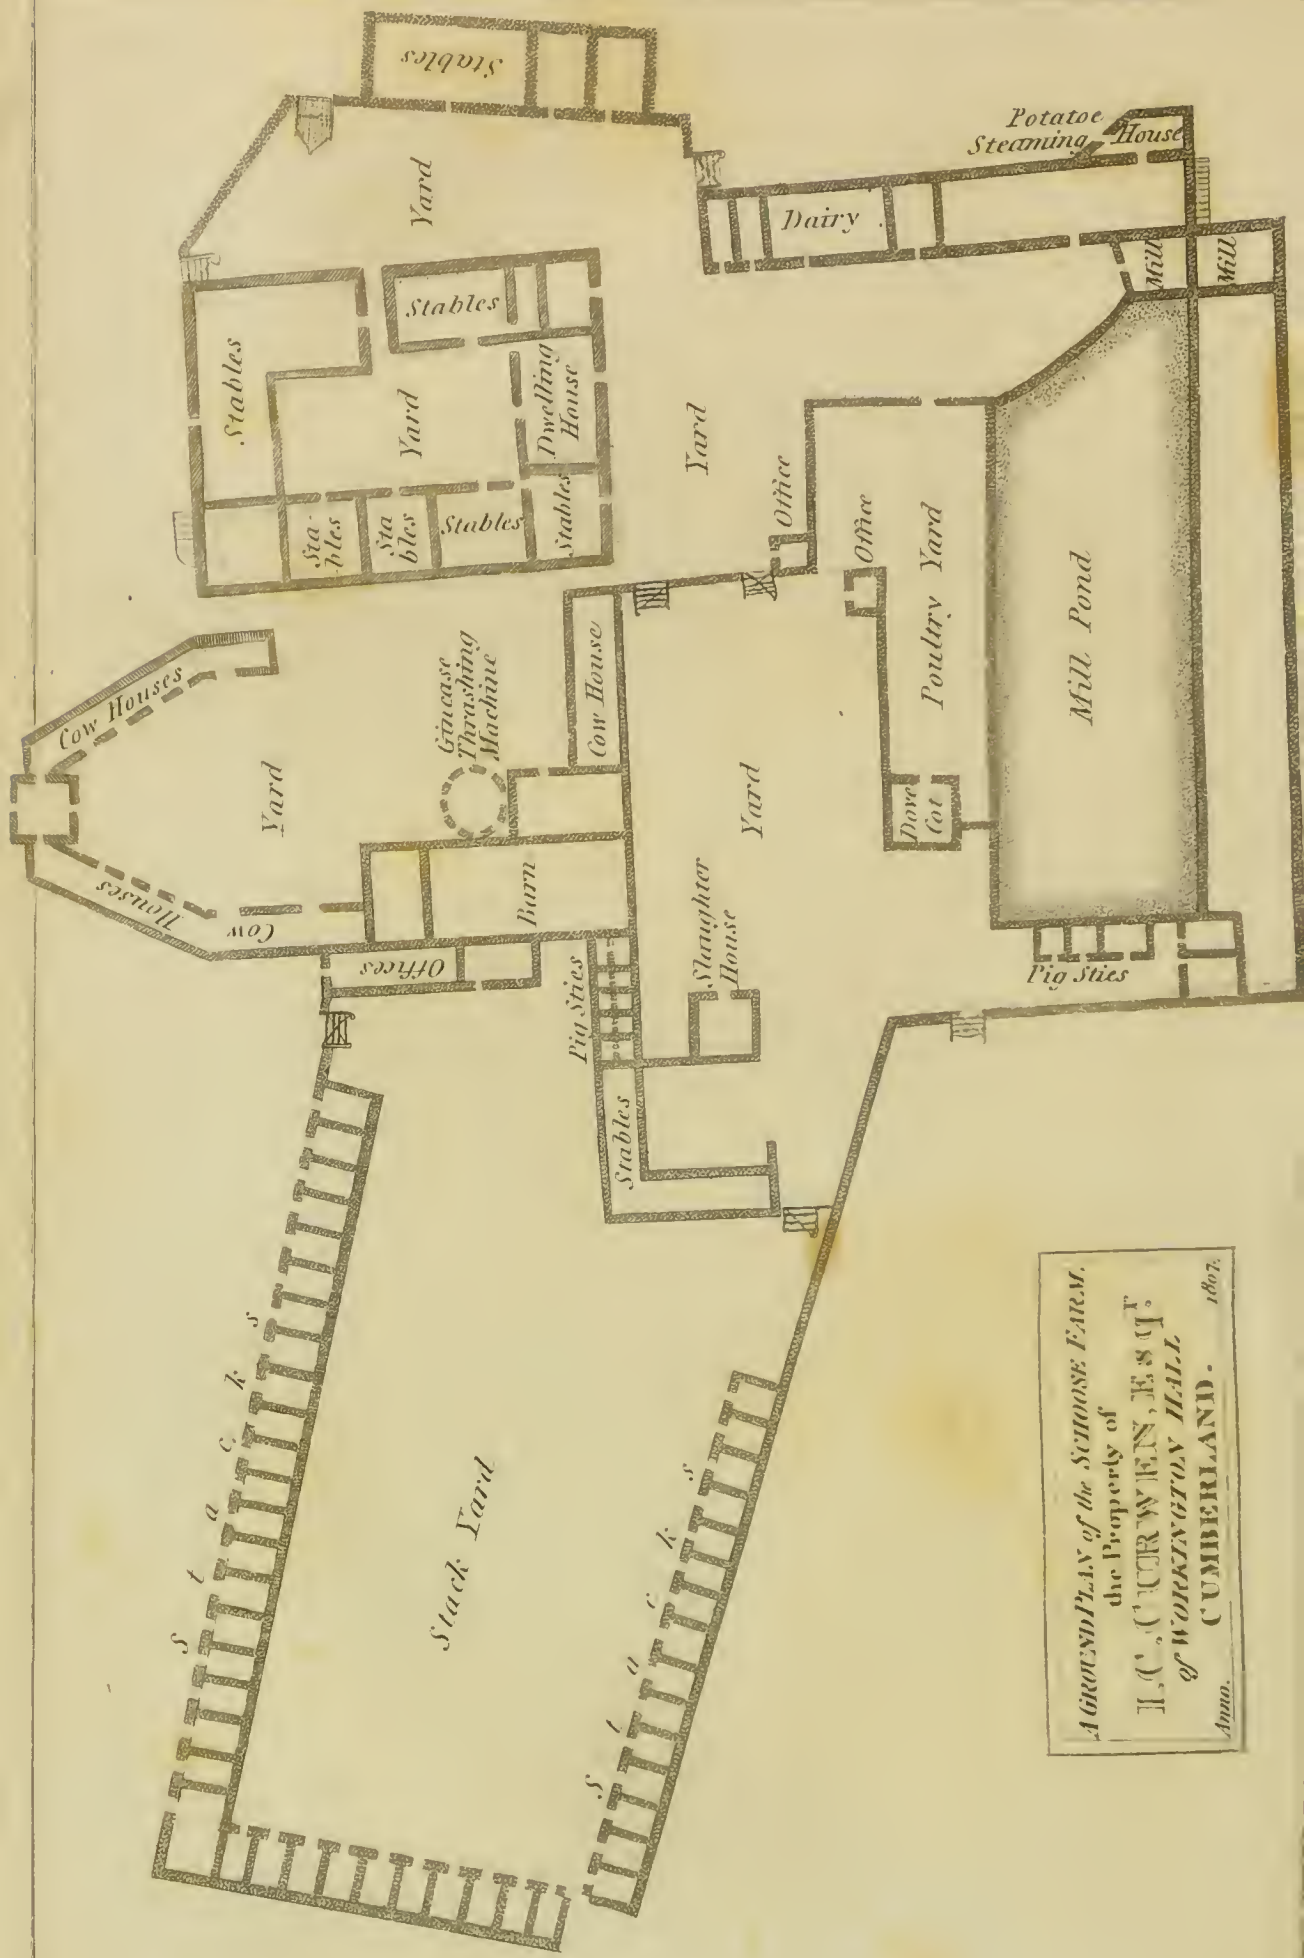 Stables
Yard
Potatoe
Steaming House
Dairy
Mill
Mill
Stables
Stables
Yard
Dwelling
House
Sta-
bles
Sta
bles
Stables
Stables
Yard
Office
Office
Poultry Yard
Mill Pond
Cow Houses
Yard
Gincase
Thrashing
Machine
Cow House
Yard
Dove
Cot
Cow Houses
Barn
Offices
Pig Sties
Slaughter
House
Pig Sties
Stables
Stacks
Stack Yard
Stacks
A GROUND PLAN of the SCHOOSE FARM.
the Property of
I. C. CURWEN, Esqr.
of WORKINGTON HALL
CUMBERLAND.
Anno. 1807.